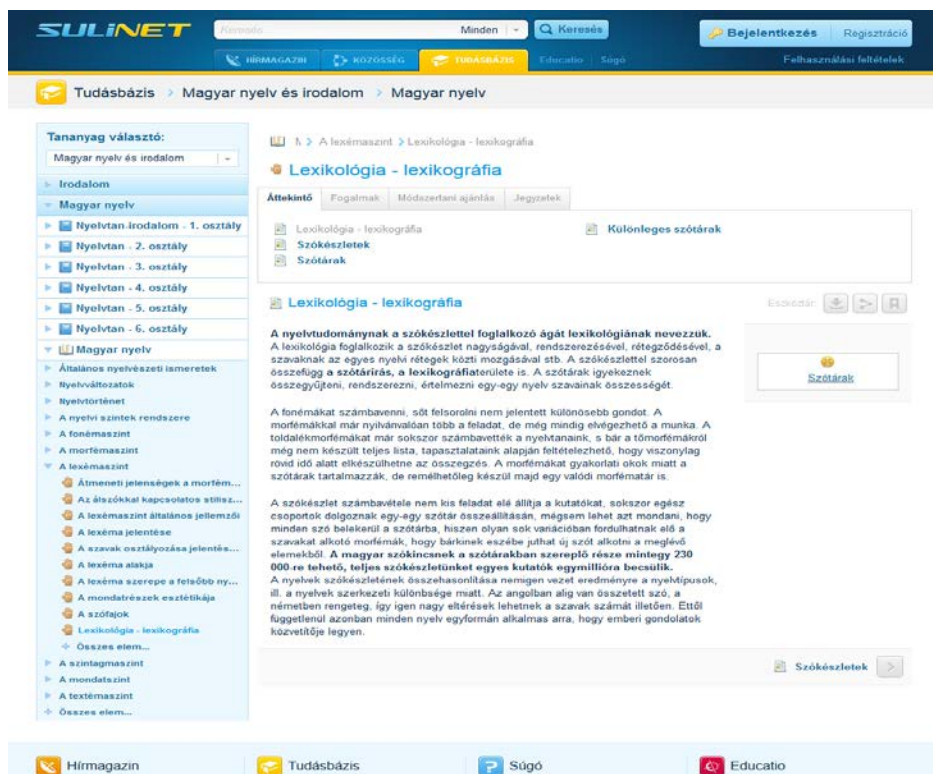 SULiNET
Keresés
Minden
Keresés
Bejelentkezés
Regisztráció
HÍRMAGAZIN
KÖZÖSSÉG
TUDÁSBÁZIS
Educatio
Súgó
Felhasználási feltételek
Tudásbázis > Magyar nyelv és irodalom > Magyar nyelv
Tananyag választó:
Magyar nyelv és irodalom
Irodalom
Magyar nyelv
Nyelvtan-irodalom - 1. osztály
Nyelvtan - 2. osztály
Nyelvtan - 3. osztály
Nyelvtan - 4. osztály
Nyelvtan - 5. osztály
Nyelvtan - 6. osztály
Magyar nyelv
Általános nyelvészeti ismeretek
Nyelvváltozatok
Nyelvtörténet
A nyelvi szintek rendszere
A fonémaszint
A morfémaszint
A lexémaszint
Átmeneti jelenségek a morfém...
Az álszókkal kapcsolatos stilisz...
A lexémaszint általános jellemzői
A lexéma jelentése
A szavak osztályozása jelentés...
A lexéma alakja
A lexéma szerepe a felsőbb ny...
A mondatrészek esztétikája
A szófajok
Lexikológia - lexikográfia
Összes elem...
A szintagmaszint
A mondatszint
A textémaszint
Összes elem...
A lexémaszint > Lexikológia - lexikográfia
Lexikológia - lexikográfia
Áttekintő
Fogalmak
Módszertani ajánlás
Jegyzetek
Lexikológia - lexikográfia
Szókészletek
Szótárak
Különleges szótárak
Lexikológia - lexikográfia
Eszköztár:
A nyelvtudománynak a szókészlettel foglalkozó ágát lexikológiának nevezzük.
A lexikológia foglalkozik a szókészlet nagyságával, rendszerezésével, rétegződésével, a
szavaknak az egyes nyelvi rétegek közti mozgásával stb. A szókészlettel szorosan
összefügg a szótárírás, a lexikográfiaterülete is. A szótárak igyekeznek
összegyűjteni, rendszerezni, értelmezni egy-egy nyelv szavainak összességét.
A fonémákat számbavenni, sőt felsorolni nem jelentett különösebb gondot. A
morfémákkal már nyilvánvalóan több a feladat, de még mindig elvégezhető a munka. A
toldalékmorfémákat már sokszor számbavették a nyelvtanaink, s bár a tőmorfémákról
még nem készült teljes lista, tapasztalataink alapján feltételezhető, hogy viszonylag
rövid idő alatt elkészülhetne az összegzés. A morfémákat gyakorlati okok miatt a
szótárak tartalmazzák, de remélhetőleg készül majd egy valódi morfématár is.
A szókészlet számbavétele nem kis feladat elé állítja a kutatókat, sokszor egész
csoportok dolgoznak egy-egy szótár összeállításán, mégsem lehet azt mondani, hogy
minden szó belekerül a szótárba, hiszen olyan sok variációban fordulhatnak elő a
szavakat alkotó morfémák, hogy bárkinek eszébe juthat új szót alkotni a meglévő
elemekből. A magyar szókincsnek a szótárakban szereplő része mintegy 230
000-re tehető, teljes szókészletünket egyes kutatók egymillióra becsülik.
A nyelvek szókészletének összehasonlítása nemigen vezet eredményre a nyelvtípusok,
ill. a nyelvek szerkezeti különbsége miatt. Az angolban alig van összetett szó, a
németben rengeteg, így igen nagy eltérések lehetnek a szavak számát illetően. Ettől
függetlenül azonban minden nyelv egyformán alkalmas arra, hogy emberi gondolatok
közvetítője legyen.
Szótárak
Szókészletek
Hírmagazin
Tudásbázis
Súgó
Educatio